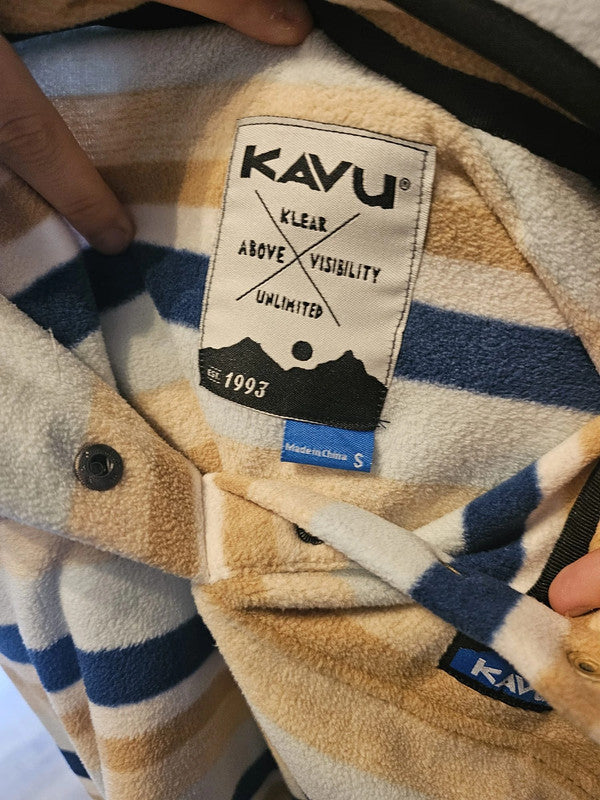 KAVU®
KLEAR
ABOVE VISIBILITY
UNLIMITED
EST. 1993
Made in China S
KAVU